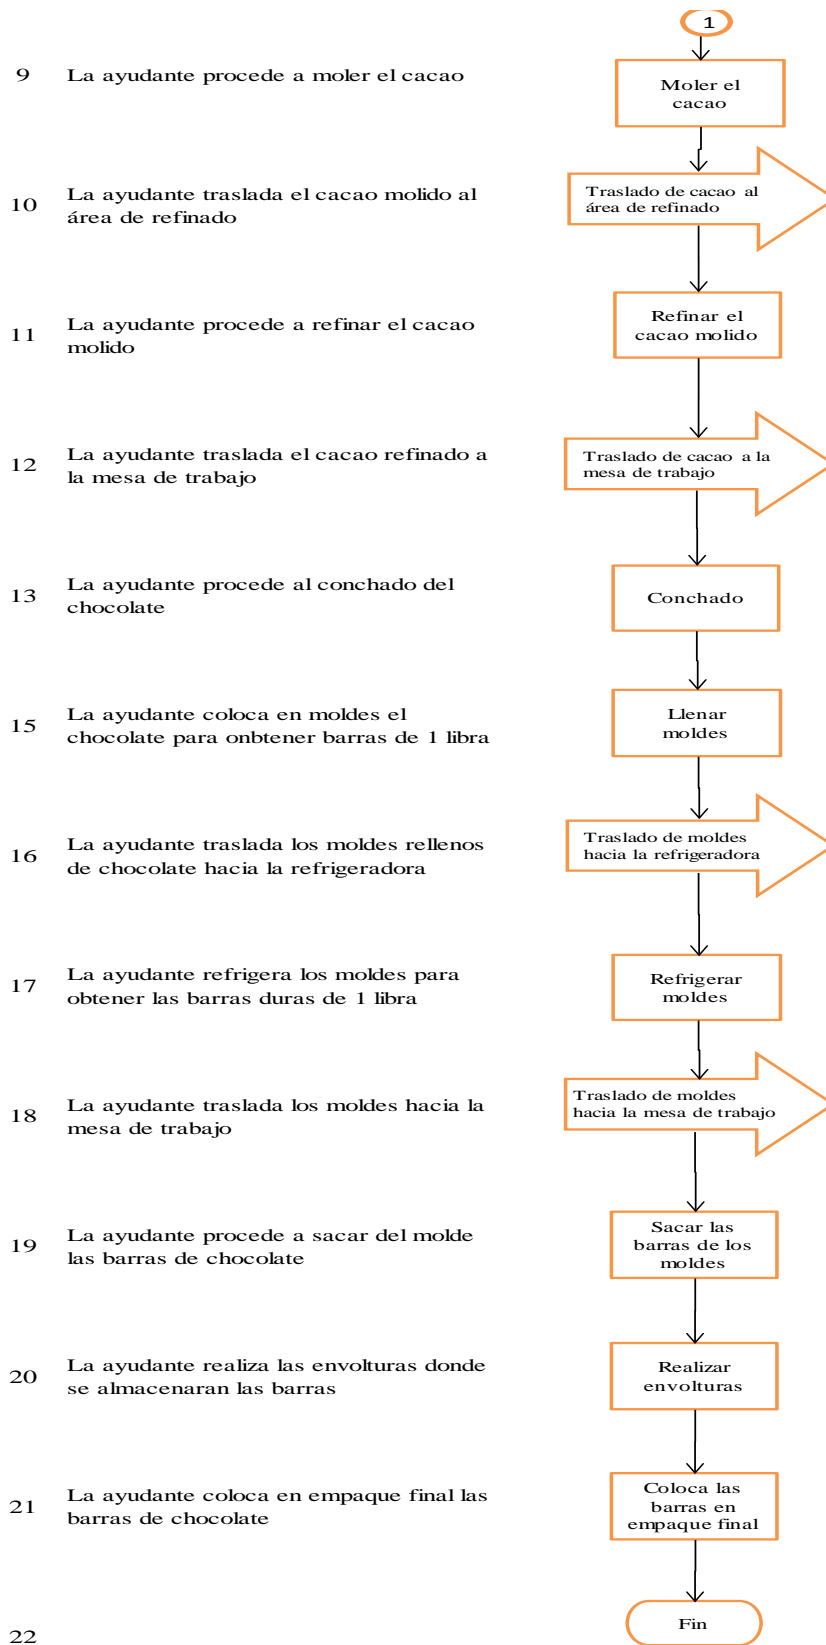 1
9 La ayudante procede a moler el cacao
Moler el
cacao
10 La ayudante traslada el cacao molido al
área de refinado
Traslado de cacao al
área de refinado
11 La ayudante procede a refinar el cacao
molido
Refinar el
cacao molido
12 La ayudante traslada el cacao refinado a
la mesa de trabajo
Traslado de cacao a la
mesa de trabajo
13 La ayudante procede al conchado del
chocolate
Conchado
15 La ayudante coloca en moldes el
chocolate para onbtener barras de 1 libra
Llenar
moldes
16 La ayudante traslada los moldes rellenos
de chocolate hacia la refrigeradora
Traslado de moldes
hacia la refrigeradora
17 La ayudante refrigera los moldes para
obtener las barras duras de 1 libra
Refrigerar
moldes
18 La ayudante traslada los moldes hacia la
mesa de trabajo
Traslado de moldes
hacia la mesa de trabajo
19 La ayudante procede a sacar del molde
las barras de chocolate
Sacar las
barras de los
moldes
20 La ayudante realiza las envolturas donde
se almacenaran las barras
Realizar
envolturas
21 La ayudante coloca en empaque final las
barras de chocolate
Coloca las
barras en
empaque final
22
Fin